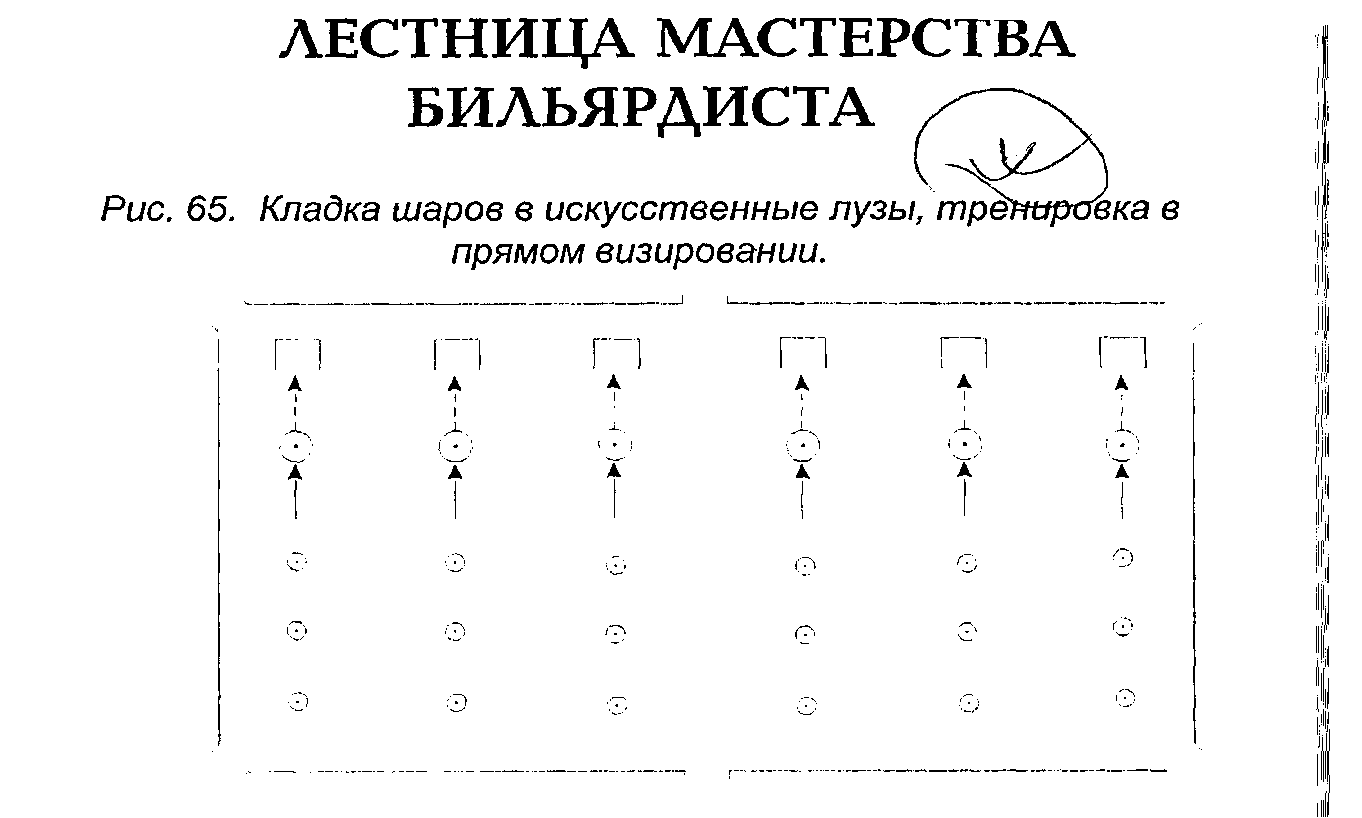 ЛЕСТНИЦА МАСТЕРСТВА
БИЛЬЯРДИСТА
Рис. 65. Кладка шаров в искусственные лузы, тренировка в
прямом визировании.